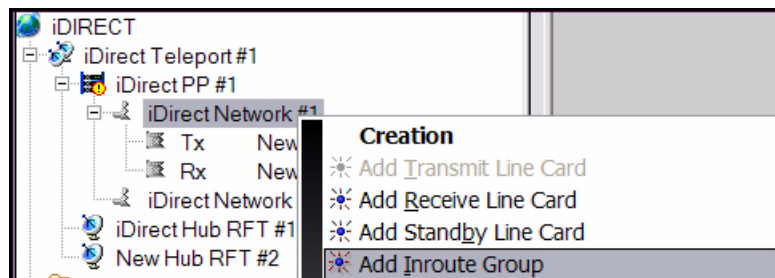 iDIRECT
iDirect Teleport #1
iDirect PP #1
iDirect Network #1
Tx New
Rx New
iDirect Network
iDirect Hub RFT #1
New Hub RFT #2
Creation
Add Transmit Line Card
Add Receive Line Card
Add Standby Line Card
Add Inroute Group